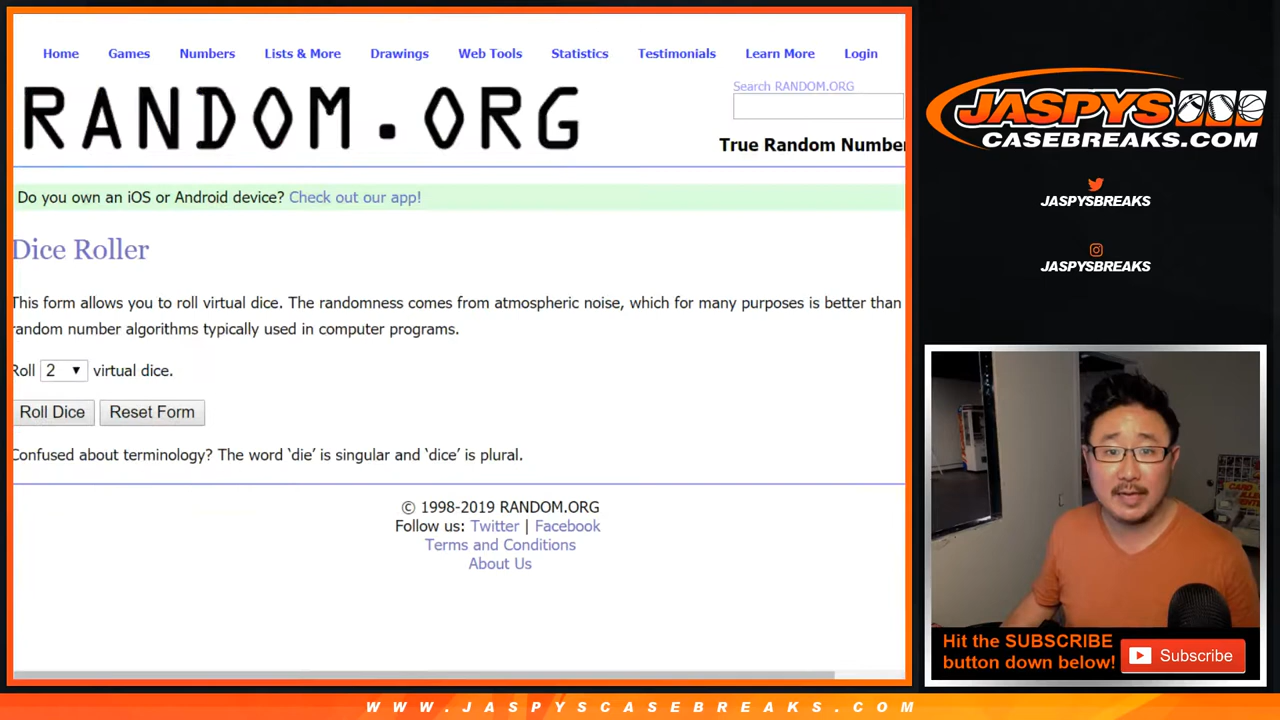 Home Games Numbers Lists & More Drawings Web Tools Statistics Testimonials Learn More Login
RANDOM.ORG
Search RANDOM.ORG
True Random Number
Do you own an iOS or Android device? Check out our app!
Dice Roller
This form allows you to roll virtual dice. The randomness comes from atmospheric noise, which for many purposes is better than
random number algorithms typically used in computer programs.
Roll 2 virtual dice.
Roll Dice Reset Form
Confused about terminology? The word ‘die’ is singular and ‘dice’ is plural.
© 1998-2019 RANDOM.ORG
Follow us: Twitter | Facebook
Terms and Conditions
About Us
JASPYS
CASEBREAKS.COM
JASPYSBREAKS
JASPYSBREAKS
Hit the SUBSCRIBE
button down below!
Subscribe
WWW.JASPYSCASEBREAKS.COM